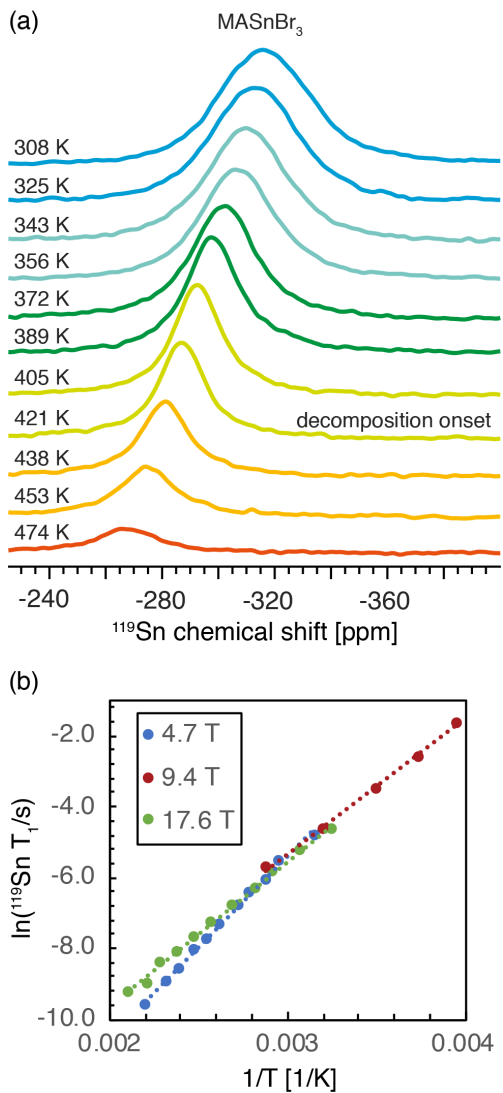 (a)
MASnBr₃
308 K
325 K
343 K
356 K
372 K
389 K
405 K
421 K
decomposition onset
438 K
453 K
474 K
-240 -280 -320 -360
¹¹⁹Sn chemical shift [ppm]
(b)
4.7 T
9.4 T
17.6 T
-2.0
-4.0
-6.0
-8.0
-10.0
ln(¹¹⁹Sn T₁/s)
0.002 0.003 0.004
1/T [1/K]